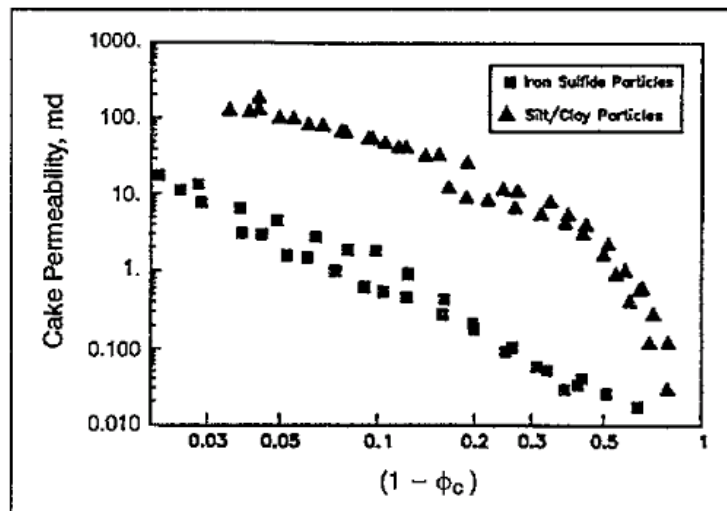 1000.
100.
10.
1.
0.100
0.010
Cake Permeability, md
Iron Sulfide Particles
Silt/Clay Particles
0.03 0.05 0.1 0.2 0.3 0.5 1
(1 − ϕc)